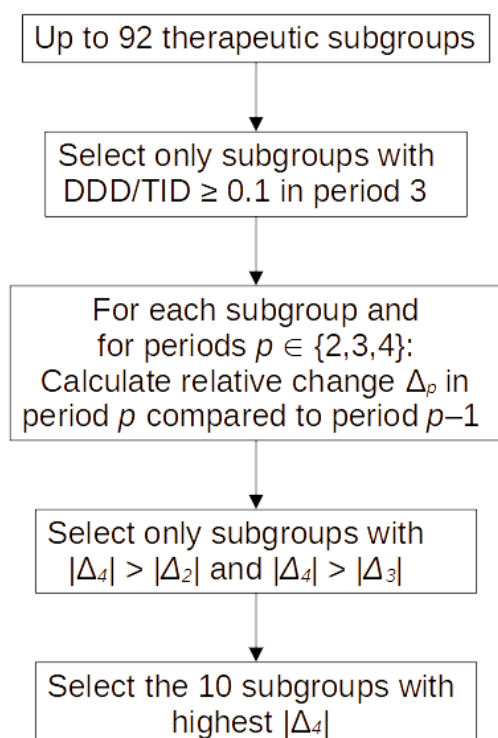 Up to 92 therapeutic subgroups
Select only subgroups with
DDD/TID ≥ 0.1 in period 3
For each subgroup and
for periods p ∈ {2,3,4}:
Calculate relative change Δₚ in
period p compared to period p–1
Select only subgroups with
|Δ₄| > |Δ₂| and |Δ₄| > |Δ₃|
Select the 10 subgroups with
highest |Δ₄|